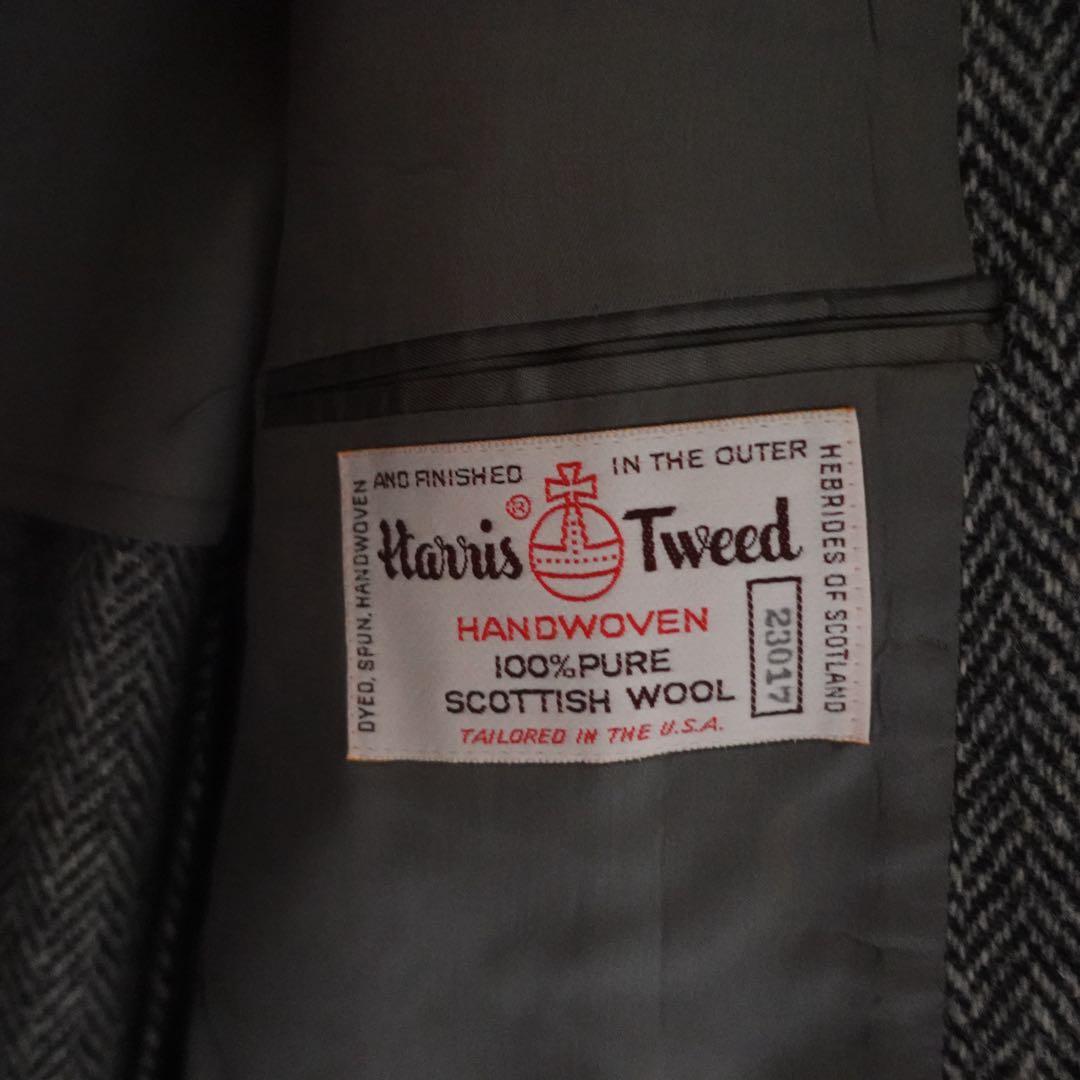 DYED, SPUN, HANDWOVEN
AND FINISHED
IN THE OUTER
HEBRIDES OF SCOTLAND
Harris® Tweed
HANDWOVEN
100% PURE
SCOTTISH WOOL
23017
TAILORED IN THE U.S.A.